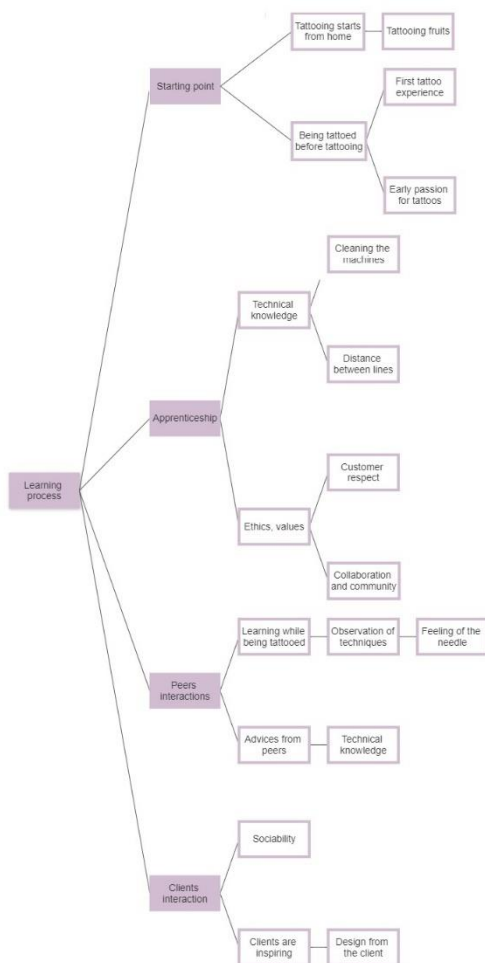 Tattooing starts
from home
Tattooing fruits
Starting point
First tattoo
experience
Being tattoed
before tattooing
Early passion
for tattoos
Cleaning the
machines
Technical
knowledge
Distance
between lines
Apprenticeship
Customer
respect
Learning
process
Ethics, values
Collaboration
and community
Learning while
being tattooed
Observation of
techniques
Feeling of the
needle
Peers
interactions
Advices from
peers
Technical
knowledge
Sociability
Clients
interaction
Clients are
inspiring
Design from
the client